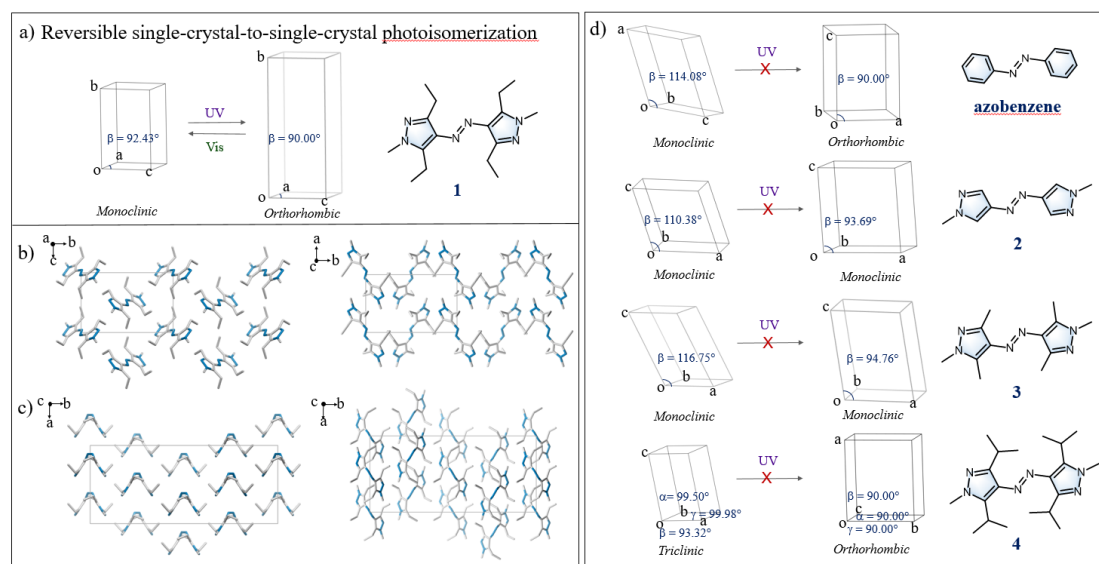 a) Reversible single-crystal-to-single-crystal photoisomerization
b
β = 92.43°
a
o
c
Monoclinic
UV
Vis
b
β = 90.00°
a
o
c
Orthorhombic
N
N
N
N
N
N
1
b)
a
b
c
a
c
b
c)
c
b
a
c
b
a
d)
a
β = 114.08°
b
o
c
Monoclinic
UV
X
c
β = 90.00°
b
o
a
Orthorhombic
N
N
azobenzene
c
β = 110.38°
b
o
a
Monoclinic
UV
X
c
β = 93.69°
b
o
a
Monoclinic
N
N
N
N
N
N
2
c
β = 116.75°
b
o
a
Monoclinic
UV
X
c
β = 94.76°
b
o
a
Monoclinic
N
N
N
N
N
N
3
c
α= 99.50°
γ = 99.98°
b
o
a
β = 93.32°
Triclinic
UV
X
a
β = 90.00°
c
α = 90.00°
o
b
γ = 90.00°
Orthorhombic
N
N
N
N
N
N
4